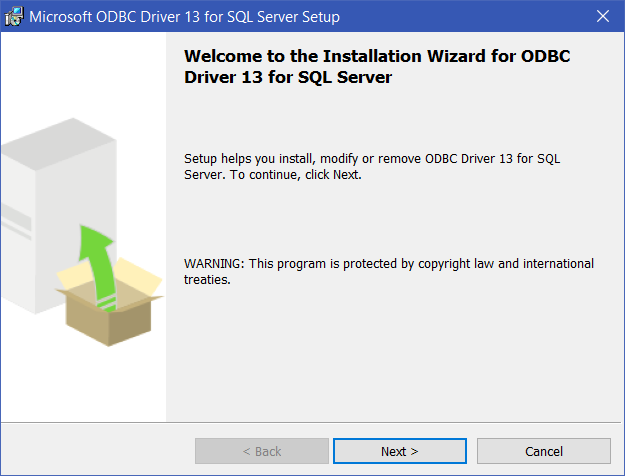 Microsoft ODBC Driver 13 for SQL Server Setup
Welcome to the Installation Wizard for ODBC
Driver 13 for SQL Server
Setup helps you install, modify or remove ODBC Driver 13 for SQL
Server. To continue, click Next.
WARNING: This program is protected by copyright law and international
treaties.
< Back
Next >
Cancel